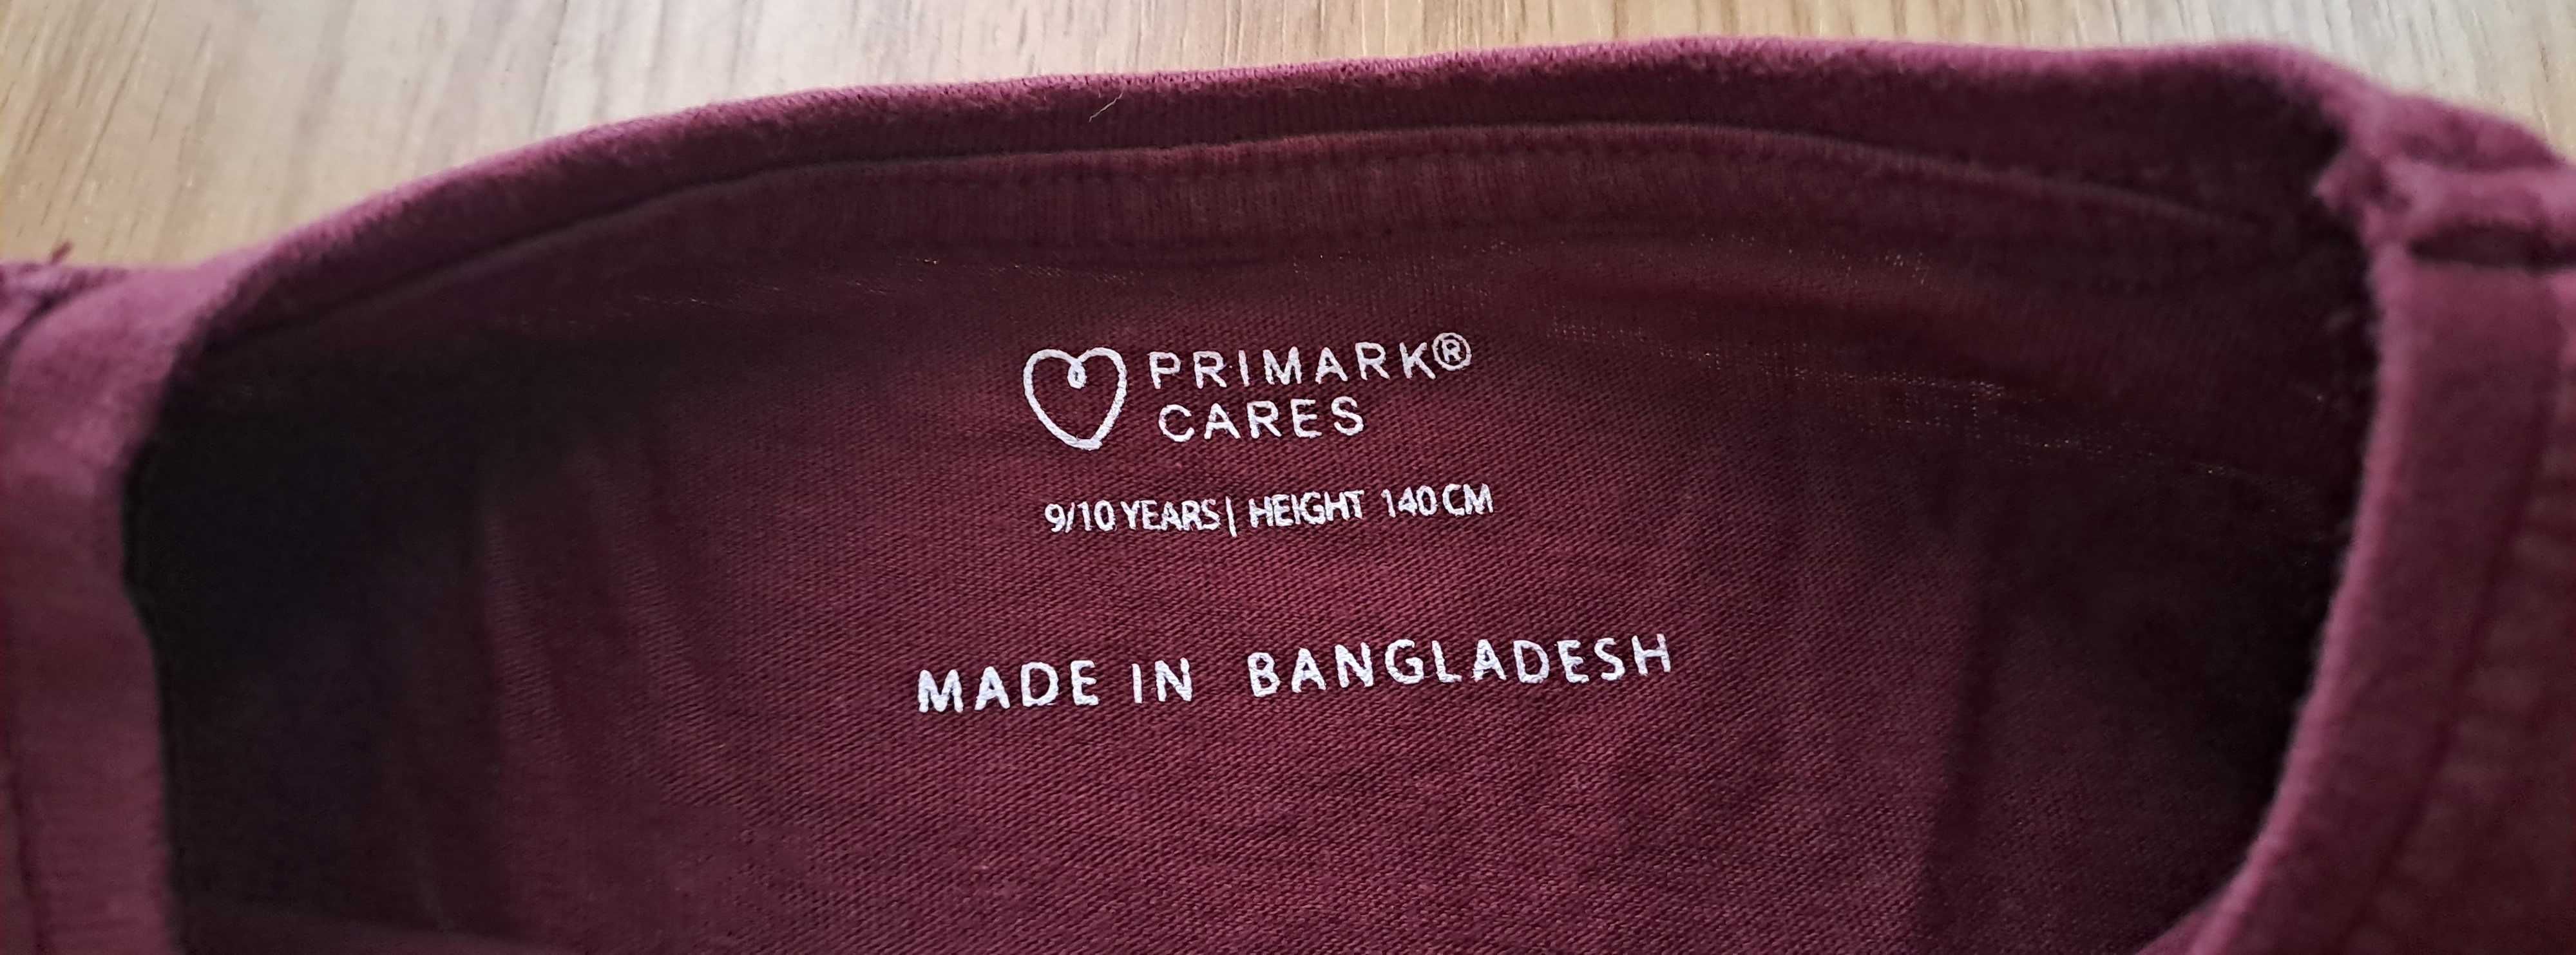 PRIMARK®
CARES
9/10 YEARS | HEIGHT 140 CM
MADE IN BANGLADESH